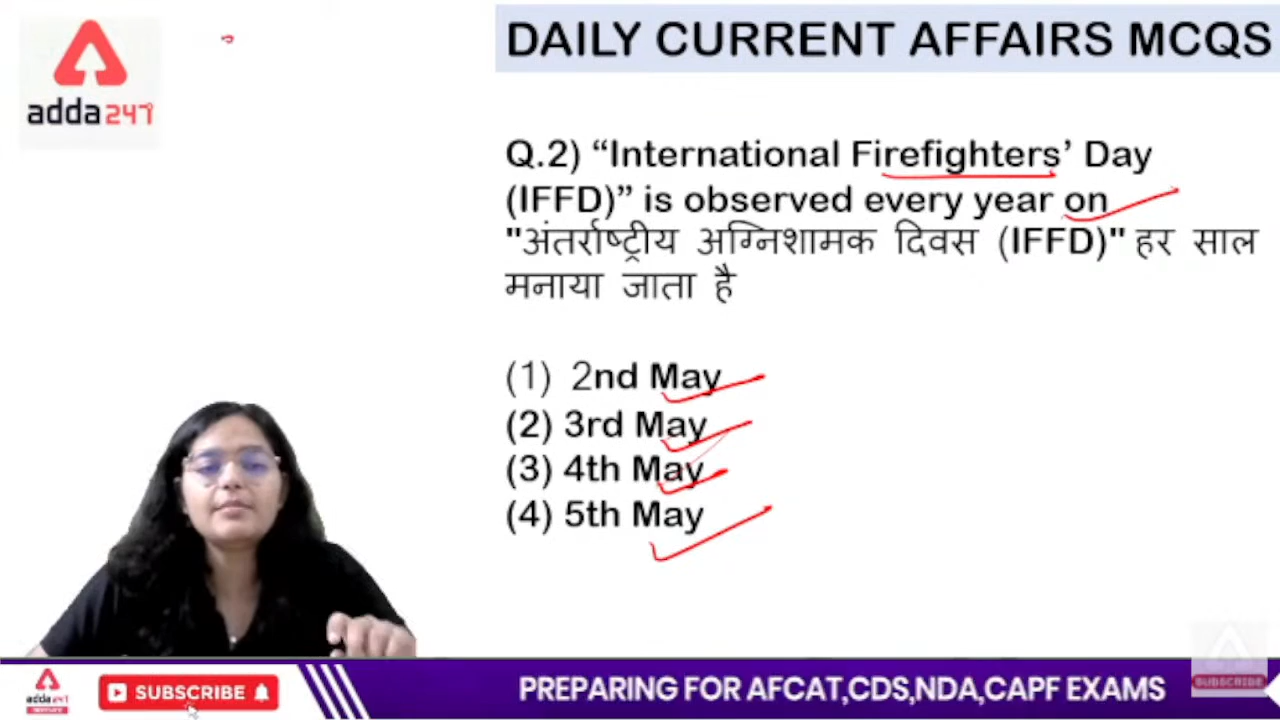 adda247
DAILY CURRENT AFFAIRS MCQS
Q.2) “International Firefighters’ Day
(IFFD)” is observed every year on
"अंतर्राष्ट्रीय अग्निशामक दिवस (IFFD)" हर साल
मनाया जाता है
(1) 2nd May
(2) 3rd May
(3) 4th May
(4) 5th May
adda247
SUBSCRIBE
PREPARING FOR AFCAT,CDS,NDA,CAPF EXAMS
SUBSCRIBE